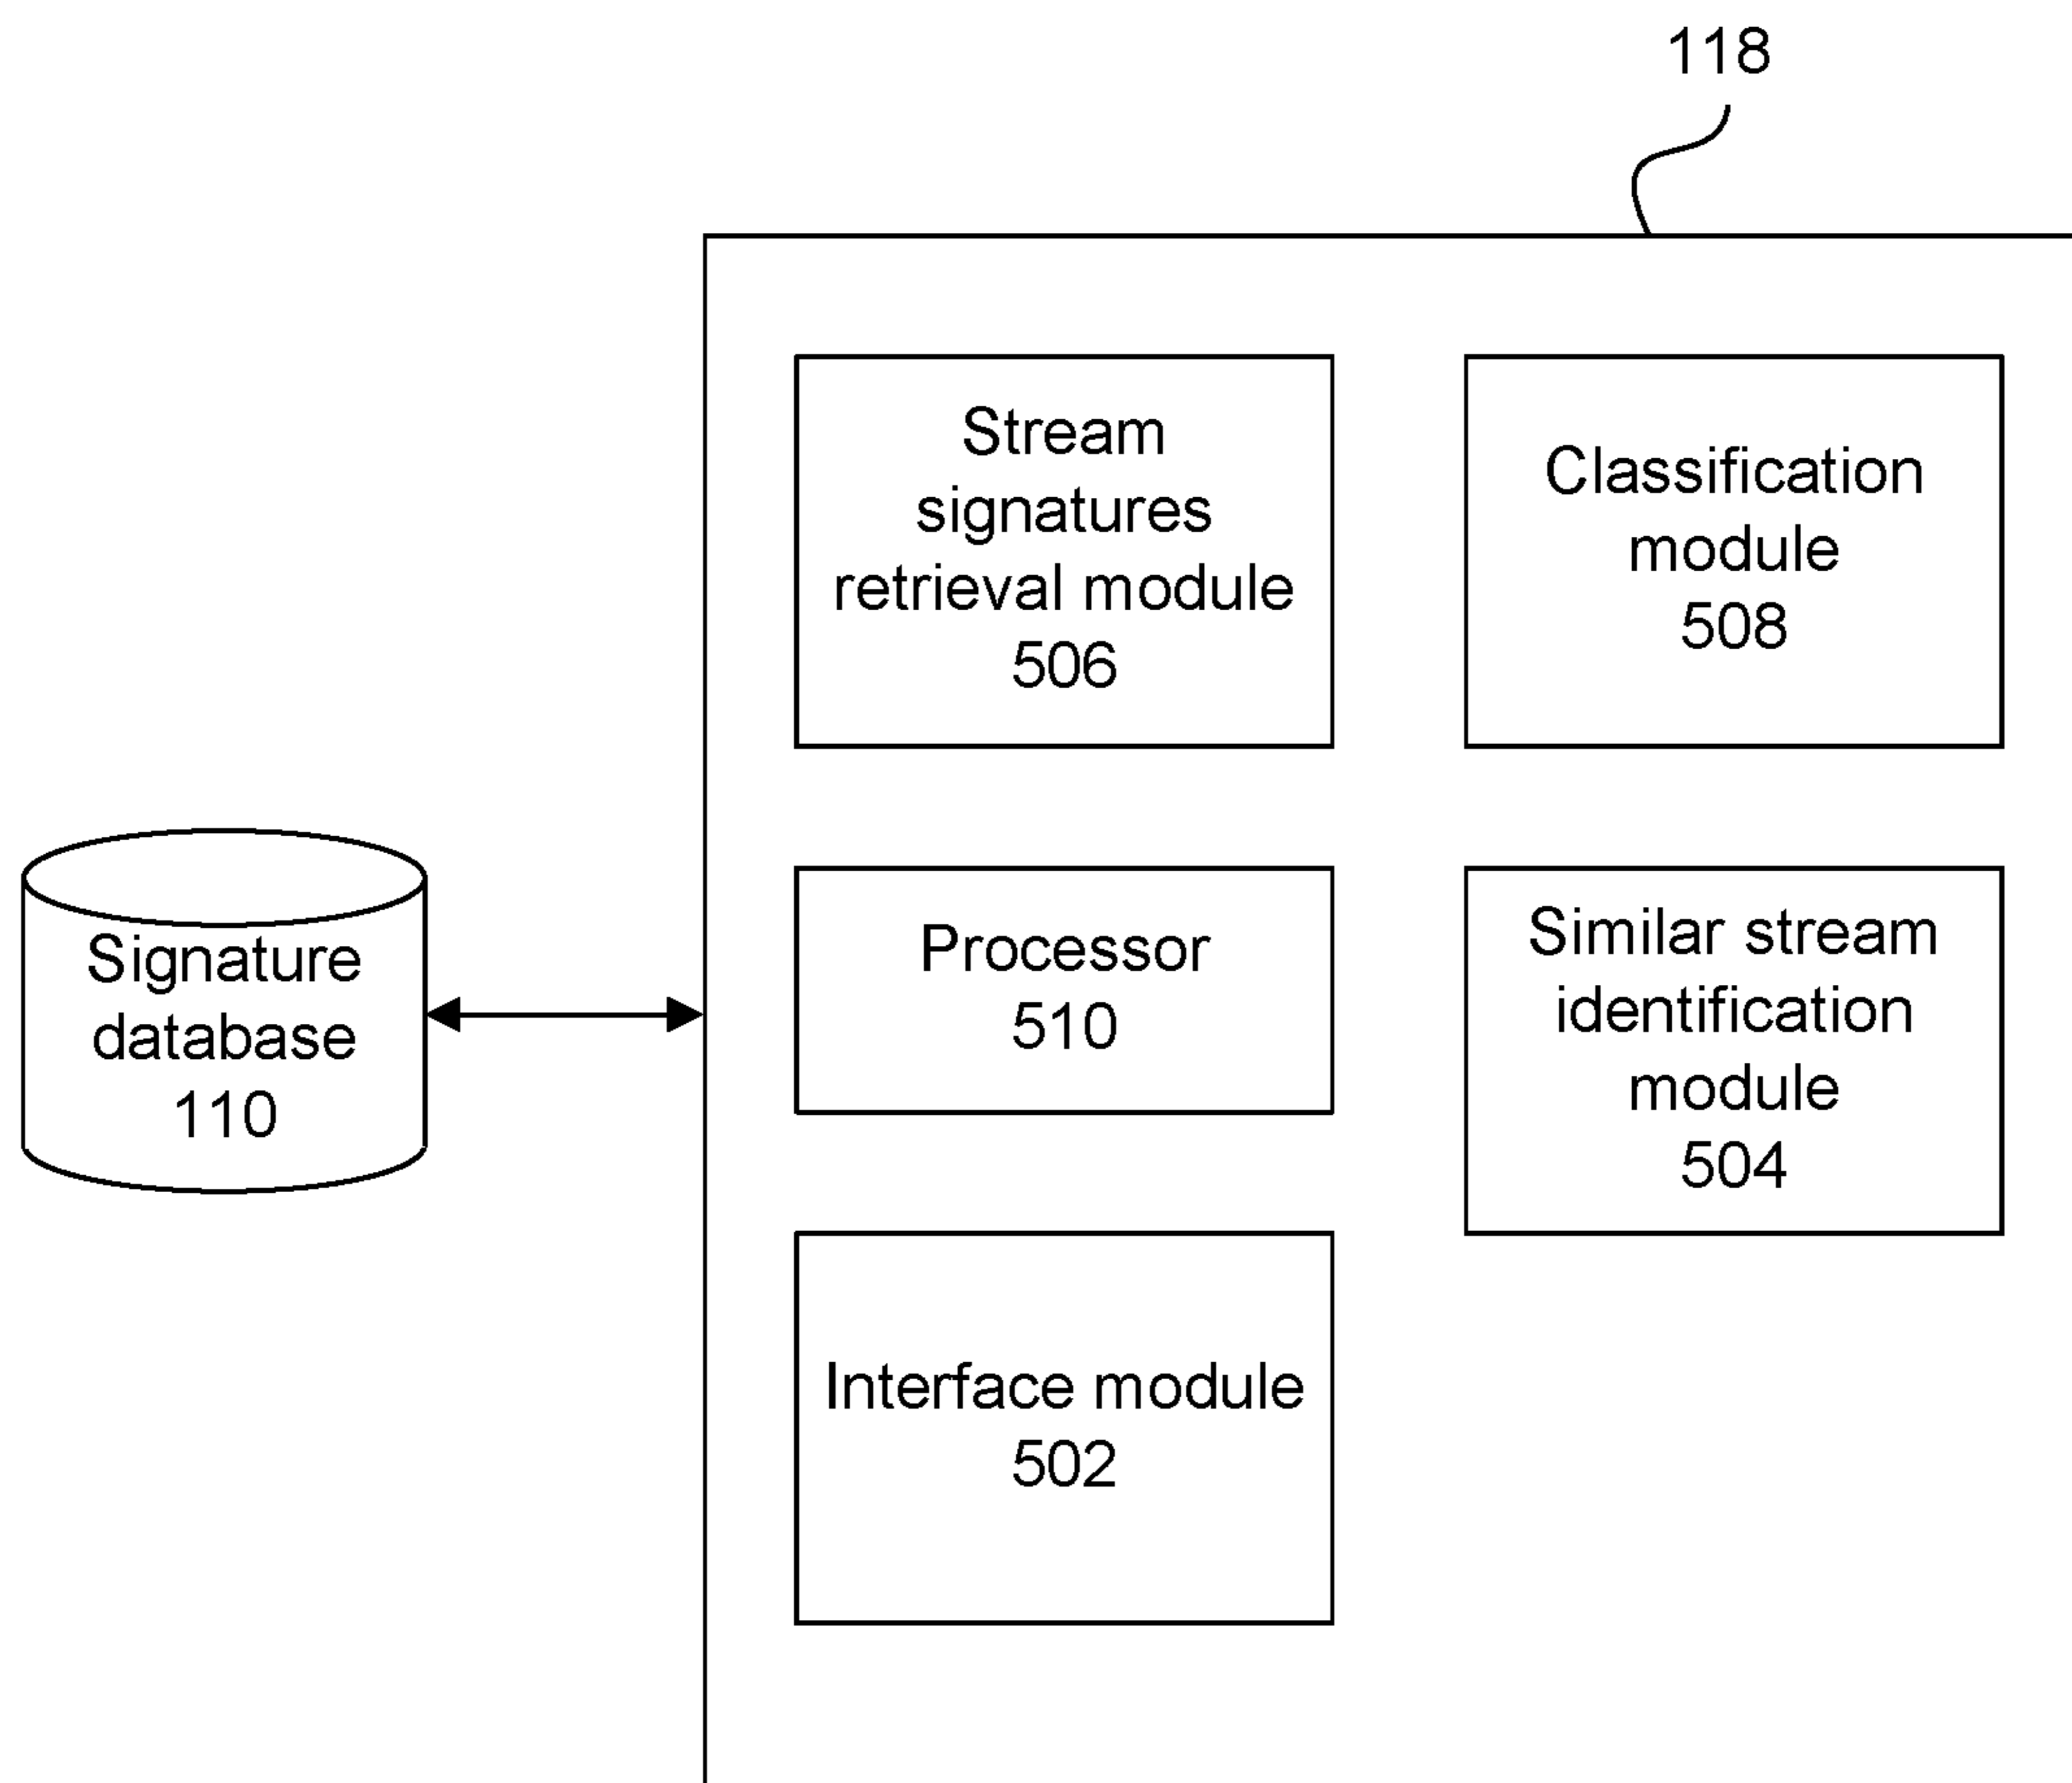 118
Stream
signatures
retrieval module
506
Classification
module
508
Signature
database
110
Processor
510
Similar stream
identification
module
504
Interface module
502